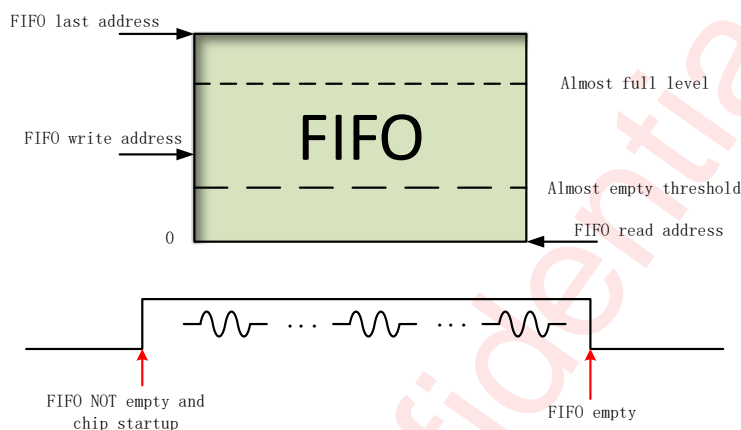 FIFO last address
Almost full level
FIFO
FIFO write address
Almost empty threshold
FIFO read address
0
... ...
FIFO NOT empty and
chip startup
FIFO empty
fidentia